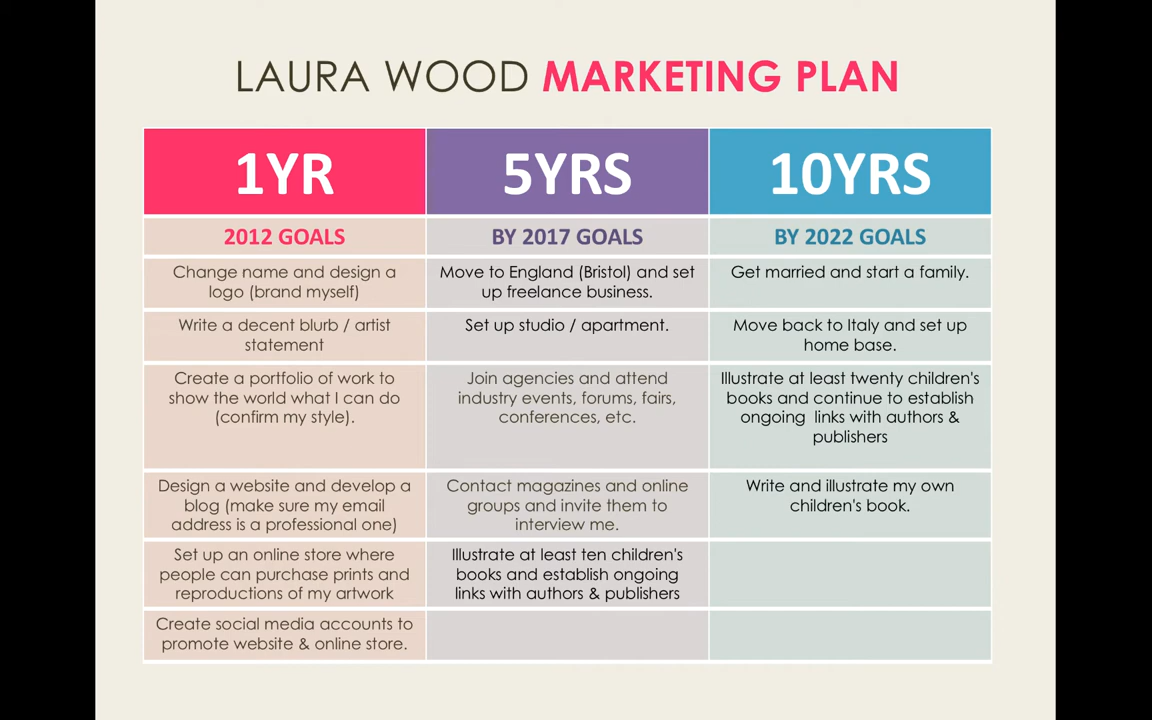 LAURA WOOD MARKETING PLAN
1YR
5YRS
10YRS
2012 GOALS
BY 2017 GOALS
BY 2022 GOALS
Change name and design a
logo (brand myself)
Move to England (Bristol) and set
up freelance business.
Get married and start a family.
Write a decent blurb / artist
statement
Set up studio / apartment.
Move back to Italy and set up
home base.
Create a portfolio of work to
show the world what I can do
(confirm my style).
Join agencies and attend
industry events, forums, fairs,
conferences, etc.
Illustrate at least twenty children's
books and continue to establish
ongoing  links with authors &
publishers
Design a website and develop a
blog (make sure my email
address is a professional one)
Contact magazines and online
groups and invite them to
interview me.
Write and illustrate my own
children's book.
Set up an online store where
people can purchase prints and
reproductions of my artwork
Illustrate at least ten children's
books and establish ongoing
links with authors & publishers
Create social media accounts to
promote website & online store.